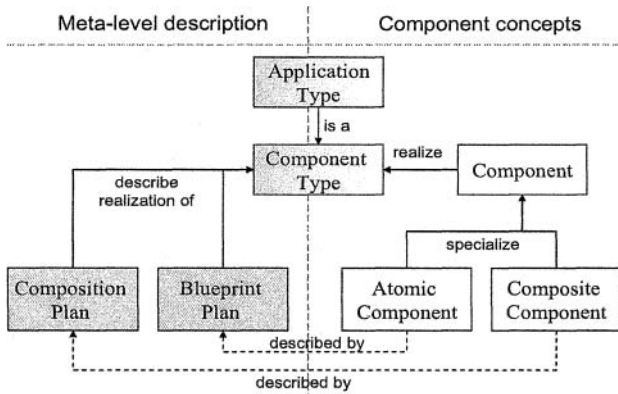 Meta-level description
Component concepts
Application
Type
is a
Component
Type
realize
Component
describe
realization of
specialize
Composition
Plan
Blueprint
Plan
Atomic
Component
Composite
Component
described by
described by